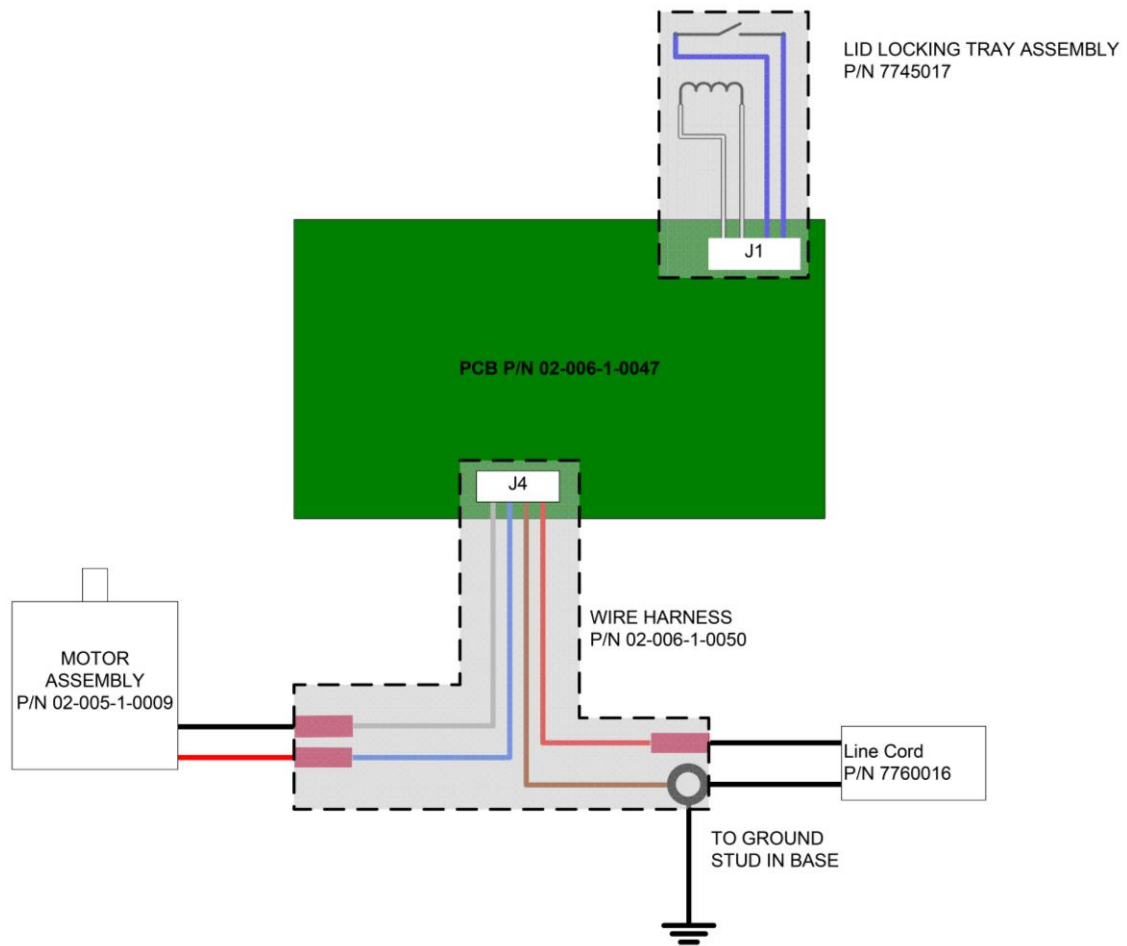 LID LOCKING TRAY ASSEMBLY
P/N 7745017
J1
PCB P/N 02-006-1-0047
J4
WIRE HARNESS
P/N 02-006-1-0050
MOTOR
ASSEMBLY
P/N 02-005-1-0009
Line Cord
P/N 7760016
TO GROUND
STUD IN BASE